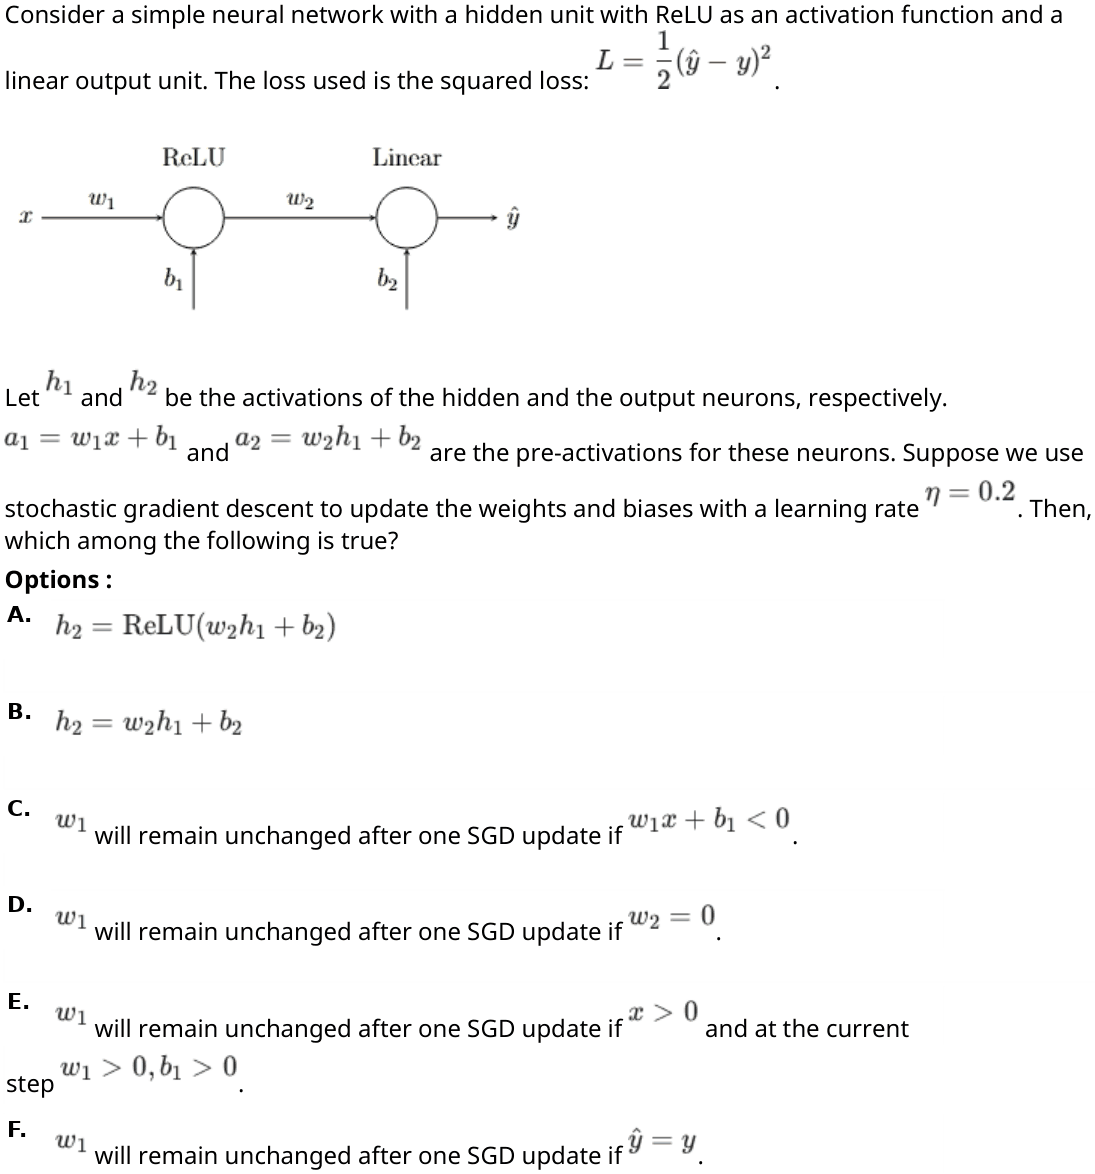 Consider a simple neural network with a hidden unit with ReLU as an activation function and a
linear output unit. The loss used is the squared loss: L = \frac{1}{2}(ŷ − y)².
ReLU Linear
x w₁ w₂ ŷ
b₁ b₂
Let h₁ and h₂ be the activations of the hidden and the output neurons, respectively.
a₁ = w₁x + b₁ and a₂ = w₂h₁ + b₂ are the pre-activations for these neurons. Suppose we use
stochastic gradient descent to update the weights and biases with a learning rate η = 0.2. Then,
which among the following is true?
Options :
A. h₂ = ReLU(w₂h₁ + b₂)
B. h₂ = w₂h₁ + b₂
C. w₁ will remain unchanged after one SGD update if w₁x + b₁ < 0.
D. w₁ will remain unchanged after one SGD update if w₂ = 0.
E. w₁ will remain unchanged after one SGD update if x > 0 and at the current
step w₁ > 0, b₁ > 0.
F. w₁ will remain unchanged after one SGD update if ŷ = y.